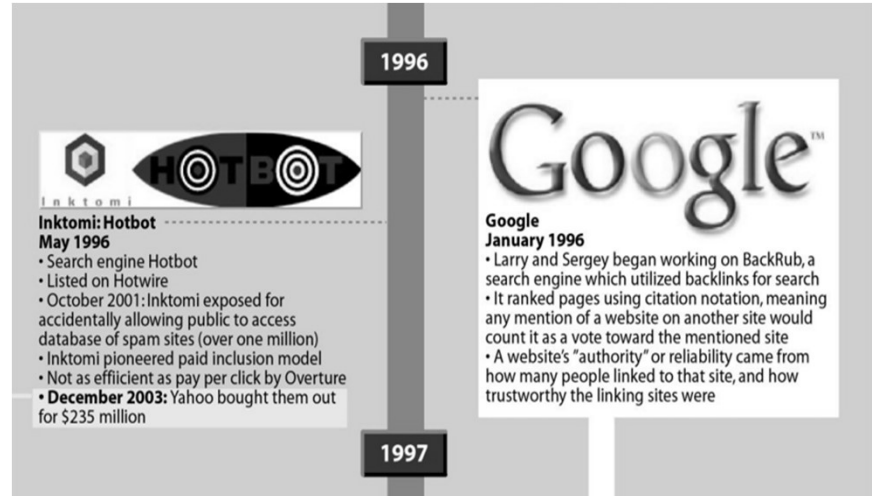 1996
Inktomi
HOTBOT
Inktomi: Hotbot
May 1996
• Search engine Hotbot
• Listed on Hotwire
• October 2001: Inktomi exposed for
accidentally allowing public to access
database of spam sites (over one million)
• Inktomi pioneered paid inclusion model
• Not as effiicient as pay per click by Overture
• December 2003: Yahoo bought them out
for $235 million
Google™
Google
January 1996
• Larry and Sergey began working on BackRub, a
search engine which utilized backlinks for search
• It ranked pages using citation notation, meaning
any mention of a website on another site would
count it as a vote toward the mentioned site
• A website's "authority" or reliability came from
how many people linked to that site, and how
trustworthy the linking sites were
1997